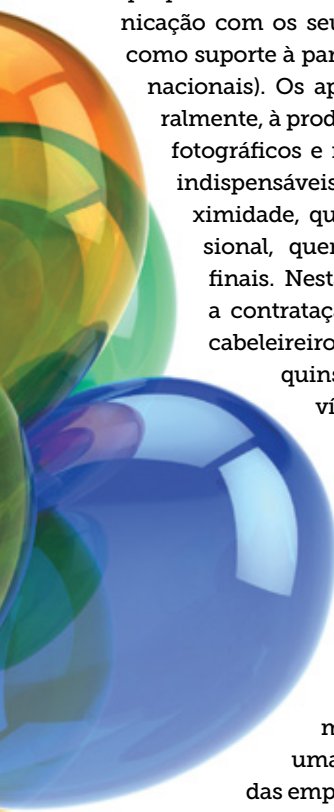 nicação com os seu
como suporte à par
nacionais). Os ap
ralmente, à prod
fotográficos e
indispensáveis
ximidade, qu
sional, quer
finais. Nest
a contrataç
cabeleireiro
quins
ví
m
uma
das emp